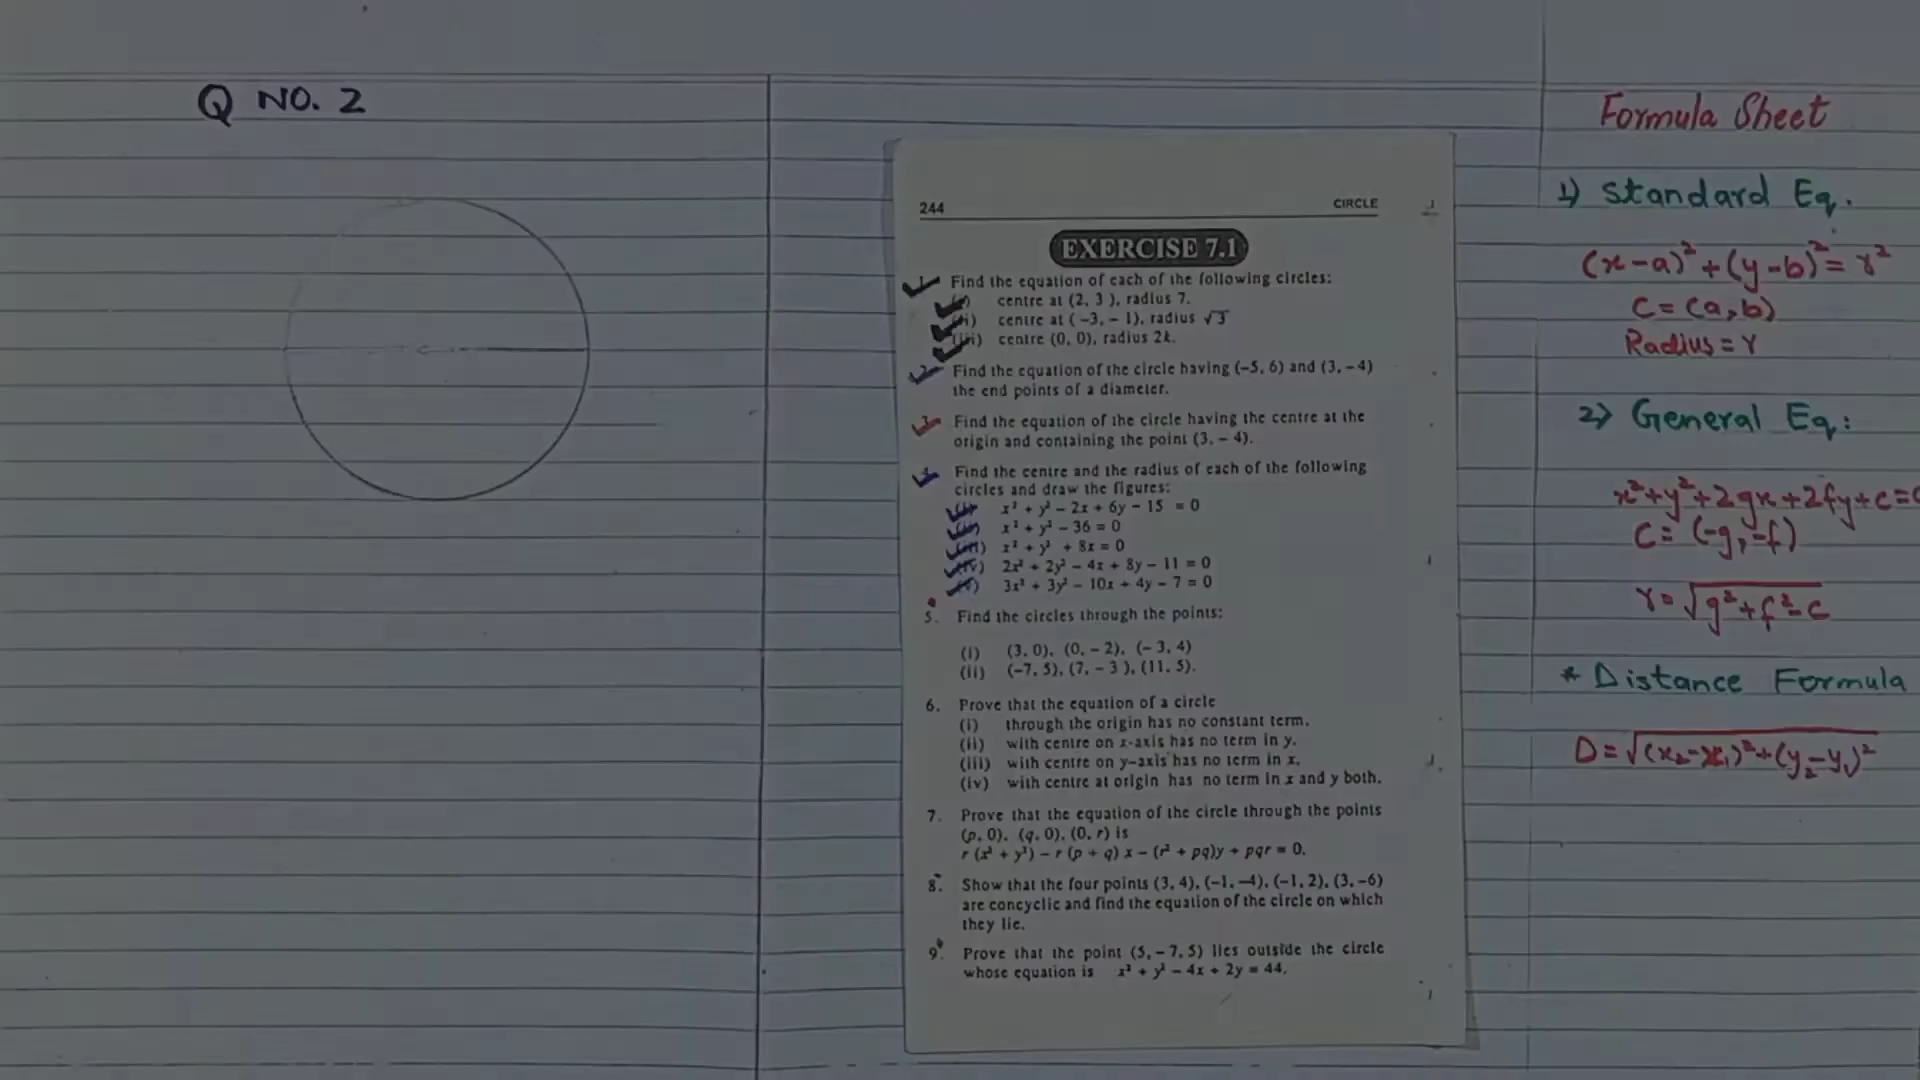 Q NO. 2
244 CIRCLE
EXERCISE 7.1
1. Find the equation of each of the following circles:
(i) centre at (2, 3 ), radius 7.
(ii) centre at ( -3, - 1), radius √3
(iii) centre (0, 0), radius 2k.
2. Find the equation of the circle having (-5, 6) and (3, -4)
the end points of a diameter.
3. Find the equation of the circle having the centre at the
origin and containing the point (3, - 4).
4. Find the centre and the radius of each of the following
circles and draw the figures:
x² + y² - 2x + 6y - 15 = 0
x² + y² - 36 = 0
(iii) x² + y² + 8x = 0
(iv) 2x² + 2y² - 4x + 8y - 11 = 0
(v) 3x² + 3y² - 10x + 4y - 7 = 0
5. Find the circles through the points:
(i) (3, 0), (0, - 2), (- 3, 4)
(ii) (-7, 5), (7, - 3 ), (11, 5).
6. Prove that the equation of a circle
(i) through the origin has no constant term.
(ii) with centre on x-axis has no term in y.
(iii) with centre on y-axis has no term in x.
(iv) with centre at origin has no term in x and y both.
7. Prove that the equation of the circle through the points
(p, 0), (q, 0), (0, r) is
r (x² + y²) - r (p + q) x - (r² + pq)y + pqr = 0.
8. Show that the four points (3, 4), (-1, -4), (-1, 2), (3, -6)
are concyclic and find the equation of the circle on which
they lie.
9. Prove that the point (5, - 7, 5) lies outside the circle
whose equation is x² + y² - 4x + 2y = 44.
Formula Sheet
1) Standard Eq.
(x-a)²+(y-b)²=r²
C=(a,b)
Radius=r
2) General Eq:
x²+y²+2gx+2fy+c=0
C=(-g,-f)
r=√g²+f²-c
* Distance Formula
D=√(x₂-x₁)²+(y₂-y₁)²